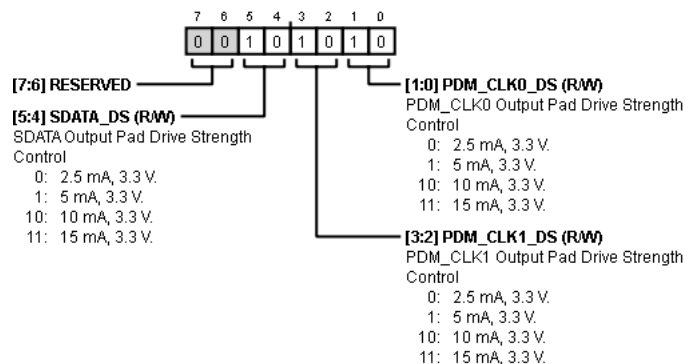 7 6 5 4 3 2 1 0
0 0 1 0 1 0 1 0
[7:6] RESERVED
[5:4] SDATA_DS (R/W)
SDATA Output Pad Drive Strength
Control
0: 2.5 mA, 3.3 V.
1: 5 mA, 3.3 V.
10: 10 mA, 3.3 V.
11: 15 mA, 3.3 V.
[1:0] PDM_CLK0_DS (R/W)
PDM_CLK0 Output Pad Drive Strength
Control
0: 2.5 mA, 3.3 V.
1: 5 mA, 3.3 V.
10: 10 mA, 3.3 V.
11: 15 mA, 3.3 V.
[3:2] PDM_CLK1_DS (R/W)
PDM_CLK1 Output Pad Drive Strength
Control
0: 2.5 mA, 3.3 V.
1: 5 mA, 3.3 V.
10: 10 mA, 3.3 V.
11: 15 mA, 3.3 V.